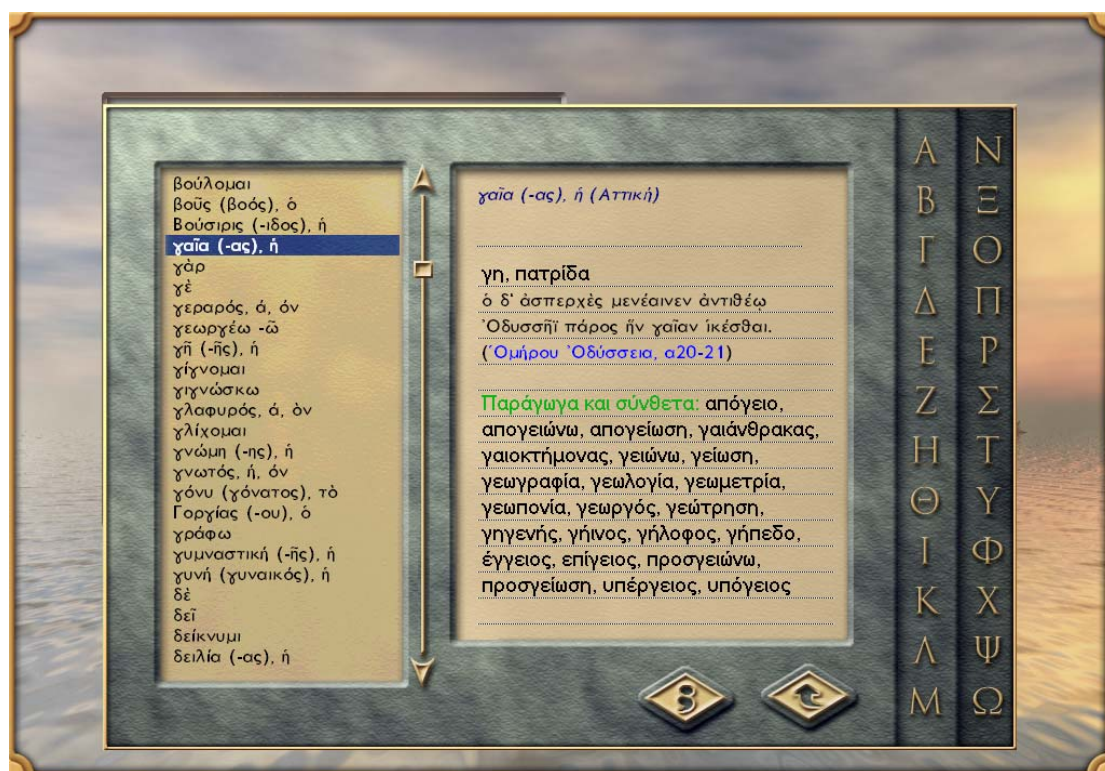 βούλομαι
βοῦς (βοός), ὁ
Βούσιρις (-ιδος), ἡ
γαῖα (-ας), ἡ
γὰρ
γὲ
γεραρός, ά, όν
γεωργέω -ῶ
γῆ (-ῆς), ἡ
γίγνομαι
γιγνώσκω
γλαφυρός, ά, ὸν
γλίχομαι
γνώμη (-ης), ἡ
γνωτός, ή, όν
γόνυ (γόνατος), τὸ
Γοργίας (-ου), ὁ
γράφω
γυμναστική (-ῆς), ἡ
γυνή (γυναικός), ἡ
δὲ
δεῖ
δείκνυμι
δειλία (-ας), ἡ
γαῖα (-ας), ἡ (Αττική)
γη, πατρίδα
ὁ δ' ἀσπερχὲς μενέαινεν ἀντιθέῳ
Ὀδυσσῆϊ πάρος ἥν γαῖαν ἱκέσθαι.
(Ὁμήρου Ὀδύσσεια, α20-21)
Παράγωγα και σύνθετα: απόγειο,
απογειώνω, απογείωση, γαιάνθρακας,
γαιοκτήμονας, γειώνω, γείωση,
γεωγραφία, γεωλογία, γεωμετρία,
γεωπονία, γεωργός, γεώτρηση,
γηγενής, γήινος, γήλοφος, γήπεδο,
έγγειος, επίγειος, προσγειώνω,
προσγείωση, υπέργειος, υπόγειος
Α
Β
Γ
Δ
Ε
Ζ
Η
Θ
Ι
Κ
Λ
Μ
Ν
Ξ
Ο
Π
Ρ
Σ
Τ
Υ
Φ
Χ
Ψ
Ω